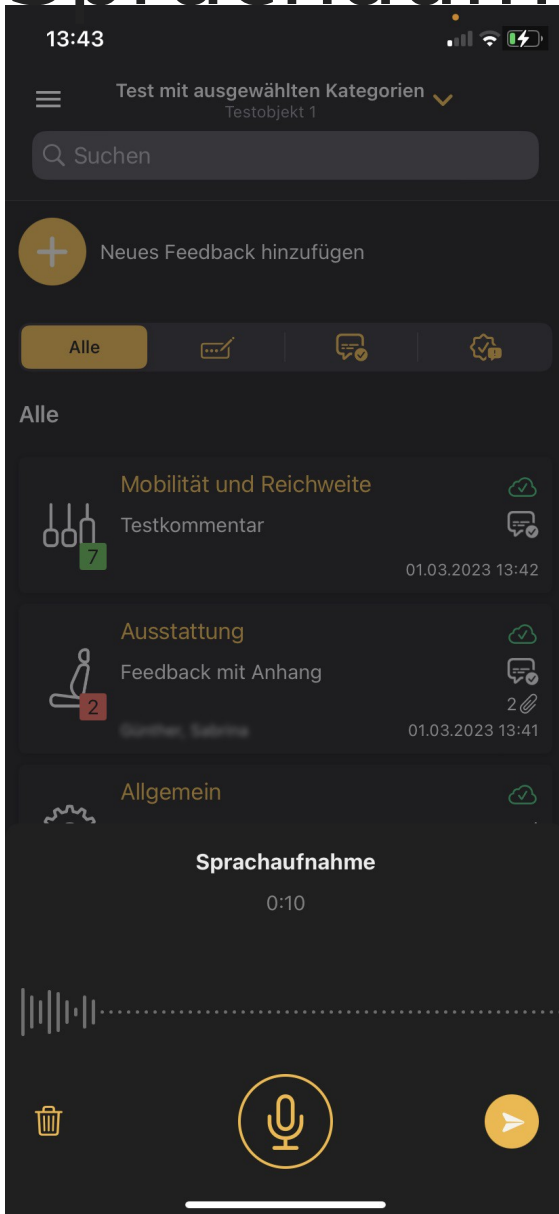 13:43
Test mit ausgewählten Kategorien
Testobjekt 1
Suchen
Neues Feedback hinzufügen
Alle
Alle
Mobilität und Reichweite
Testkommentar
7
01.03.2023 13:42
Ausstattung
Feedback mit Anhang
2
2
01.03.2023 13:41
Allgemein
Sprachaufnahme
0:10